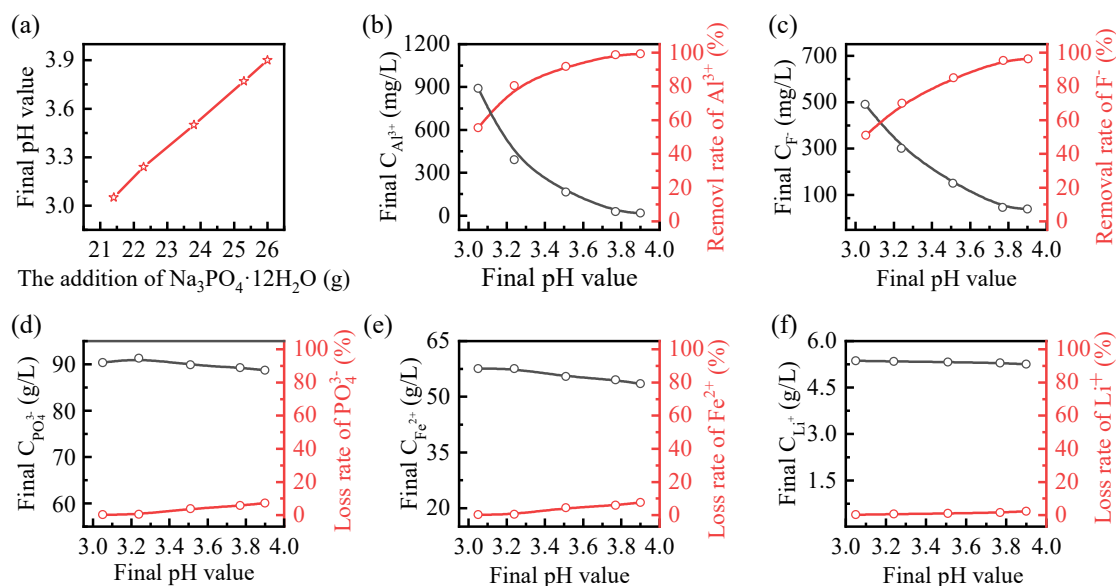 (a)
Final pH value
3.9
3.6
3.3
3.0
21 22 23 24 25 26
The addition of Na₃PO₄·12H₂O (g)
(b)
Final C_Al³⁺ (mg/L)
1200
900
600
300
0
3.0 3.2 3.4 3.6 3.8 4.0
Final pH value
100
80
60
40
20
0
Removl rate of Al³⁺ (%)
(c)
Final C_F⁻ (mg/L)
700
500
300
100
3.0 3.2 3.4 3.6 3.8 4.0
Final pH value
100
80
60
40
20
0
Removal rate of F⁻ (%)
(d)
Final C_PO₄³⁻ (g/L)
90
80
70
60
3.0 3.2 3.4 3.6 3.8 4.0
Final pH value
100
80
60
40
20
0
Loss rate of PO₄³⁻ (%)
(e)
Final C_Fe²⁺ (g/L)
65
50
35
20
3.0 3.2 3.4 3.6 3.8 4.0
Final pH value
100
80
60
40
20
0
Loss rate of Fe²⁺ (%)
(f)
Final C_Li⁺ (g/L)
6.0
4.5
3.0
1.5
3.0 3.2 3.4 3.6 3.8 4.0
Final pH value
100
80
60
40
20
0
Loss rate of Li⁺ (%)